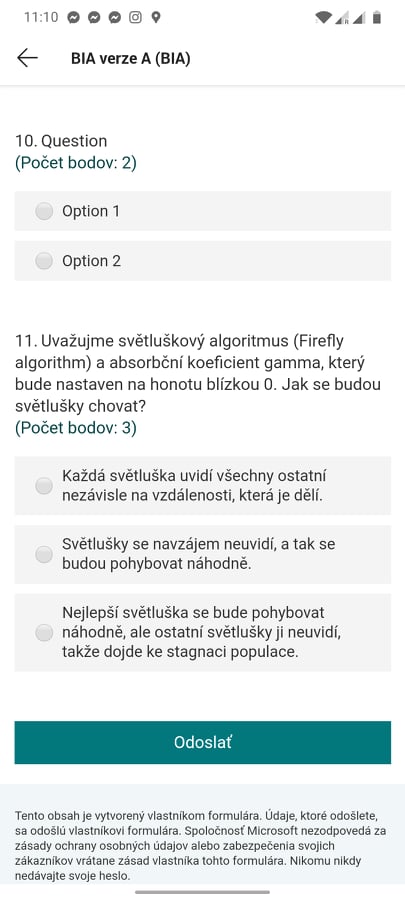 11:10
BIA verze A (BIA)
10. Question
(Počet bodov: 2)
Option 1
Option 2
11. Uvažujme světluškový algoritmus (Firefly
algorithm) a absorbční koeficient gamma, který
bude nastaven na honotu blízkou 0. Jak se budou
světlušky chovat?
(Počet bodov: 3)
Každá světluška uvidí všechny ostatní
nezávisle na vzdálenosti, která je dělí.
Světlušky se navzájem neuvidí, a tak se
budou pohybovat náhodně.
Nejlepší světluška se bude pohybovat
náhodně, ale ostatní světlušky ji neuvidí,
takže dojde ke stagnaci populace.
Odoslať
Tento obsah je vytvorený vlastníkom formulára. Údaje, ktoré odošlete,
sa odošlú vlastníkovi formulára. Spoločnosť Microsoft nezodpovedá za
zásady ochrany osobných údajov alebo zabezpečenia svojich
zákazníkov vrátane zásad vlastníka tohto formulára. Nikomu nikdy
nedávajte svoje heslo.